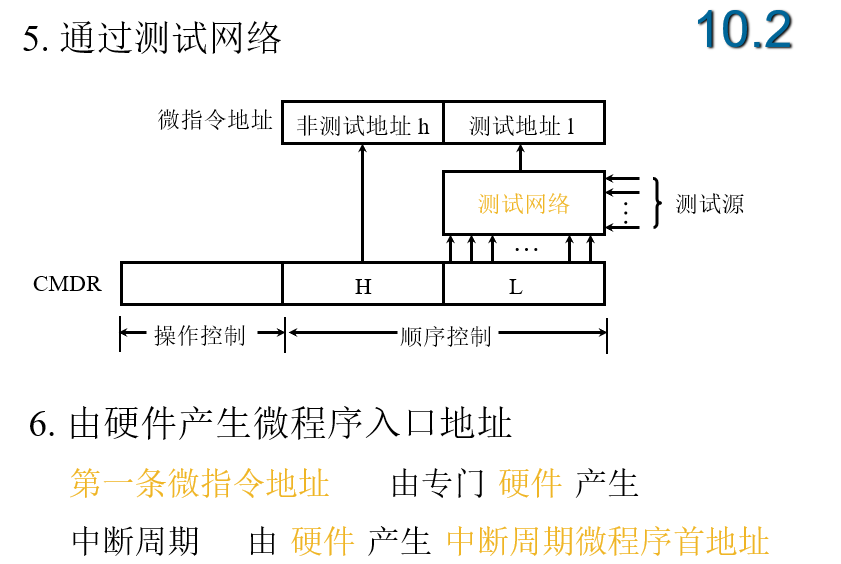 5. 通过测试网络
10.2
微指令地址
非测试地址 h
测试地址 l
测试网络
测试源
…
…
CMDR
H
L
操作控制
顺序控制
6. 由硬件产生微程序入口地址
第一条微指令地址 由专门 硬件 产生
中断周期 由 硬件 产生 中断周期微程序首地址